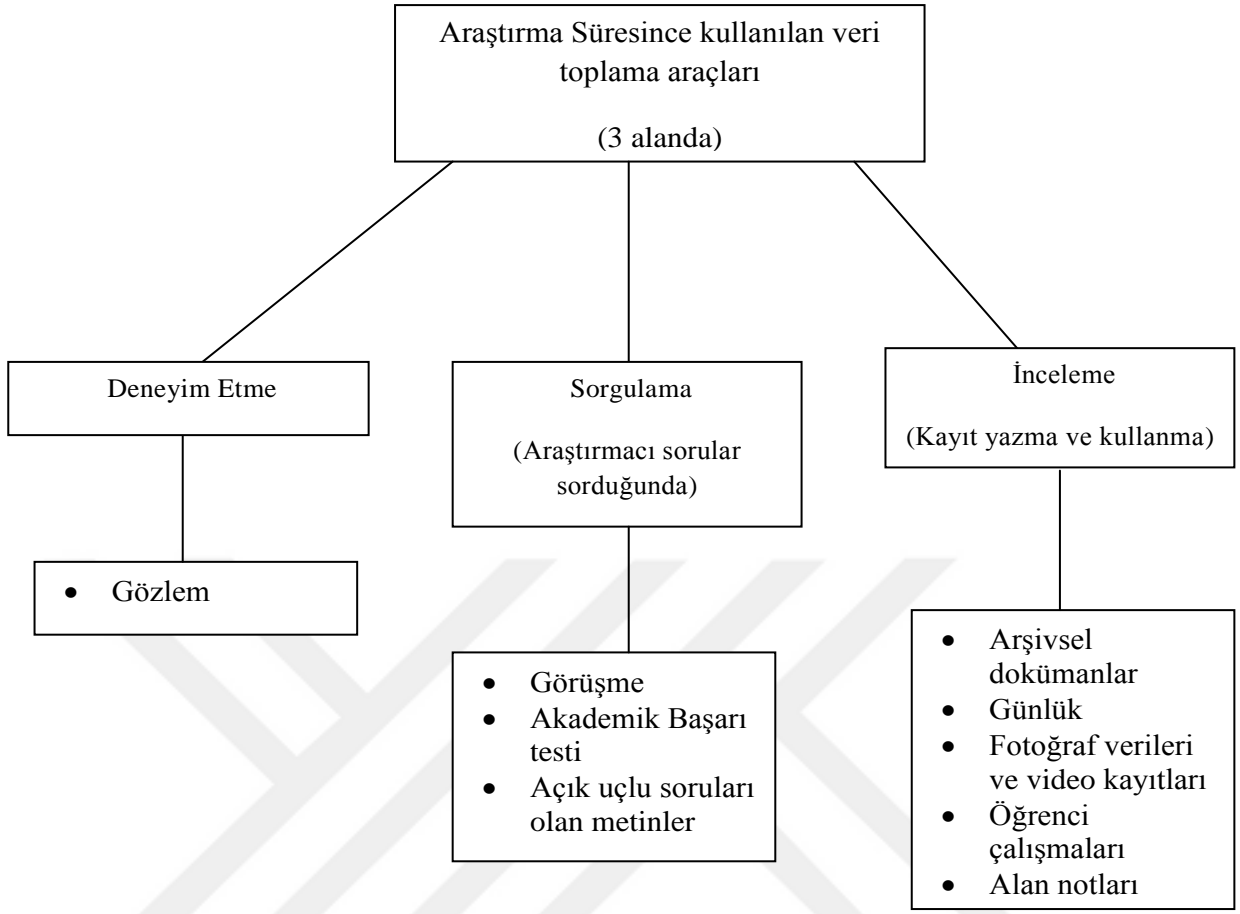 Araştırma Süresince kullanılan veri
toplama araçları
(3 alanda)
Deneyim Etme
Sorgulama
(Araştırmacı sorular
sorduğunda)
İnceleme
(Kayıt yazma ve kullanma)
• Gözlem
• Görüşme
• Akademik Başarı
testi
• Açık uçlu soruları
olan metinler
• Arşivsel
dokümanlar
• Günlük
• Fotoğraf verileri
ve video kayıtları
• Öğrenci
çalışmaları
• Alan notları